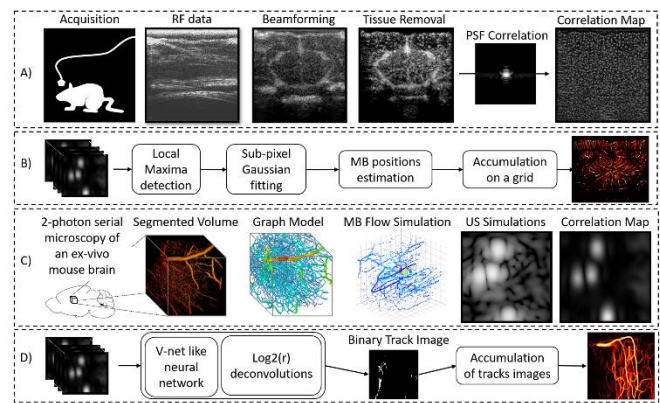 Acquisition RF data Beamforming Tissue Removal PSF Correlation Correlation Map
A)
B)
Local Maxima detection
Sub-pixel Gaussian fitting
MB positions estimation
Accumulation on a grid
C)
2-photon serial microscopy of an ex-vivo mouse brain
Segmented Volume Graph Model MB Flow Simulation US Simulations Correlation Map
D)
V-net like neural network
Log2(r) deconvolutions
Binary Track Image
Accumulation of tracks images